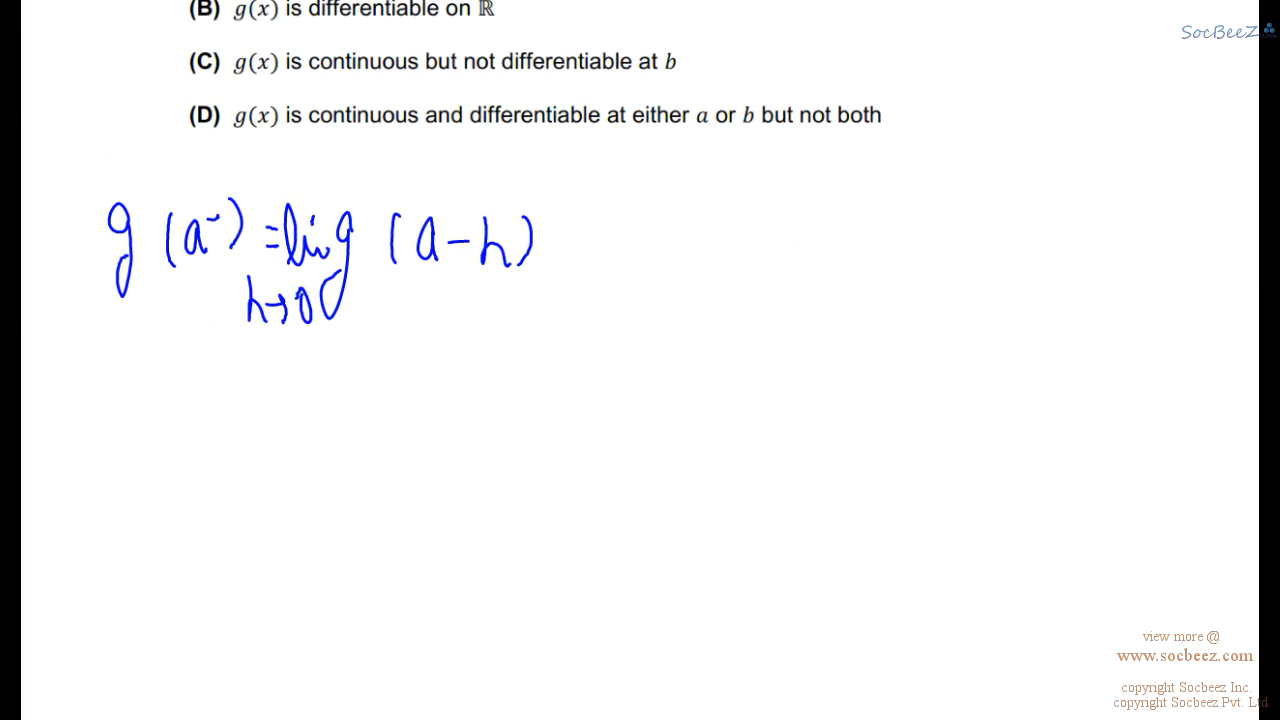 (B) g(x) is differentiable on ℝ
SocBeeZ
(C) g(x) is continuous but not differentiable at b
(D) g(x) is continuous and differentiable at either a or b but not both
g (a⁻) = lim g (a - h)
h→0
view more @
www.socbeez.com
copyright Socbeez Inc.
copyright Socbeez Pvt. Ltd.